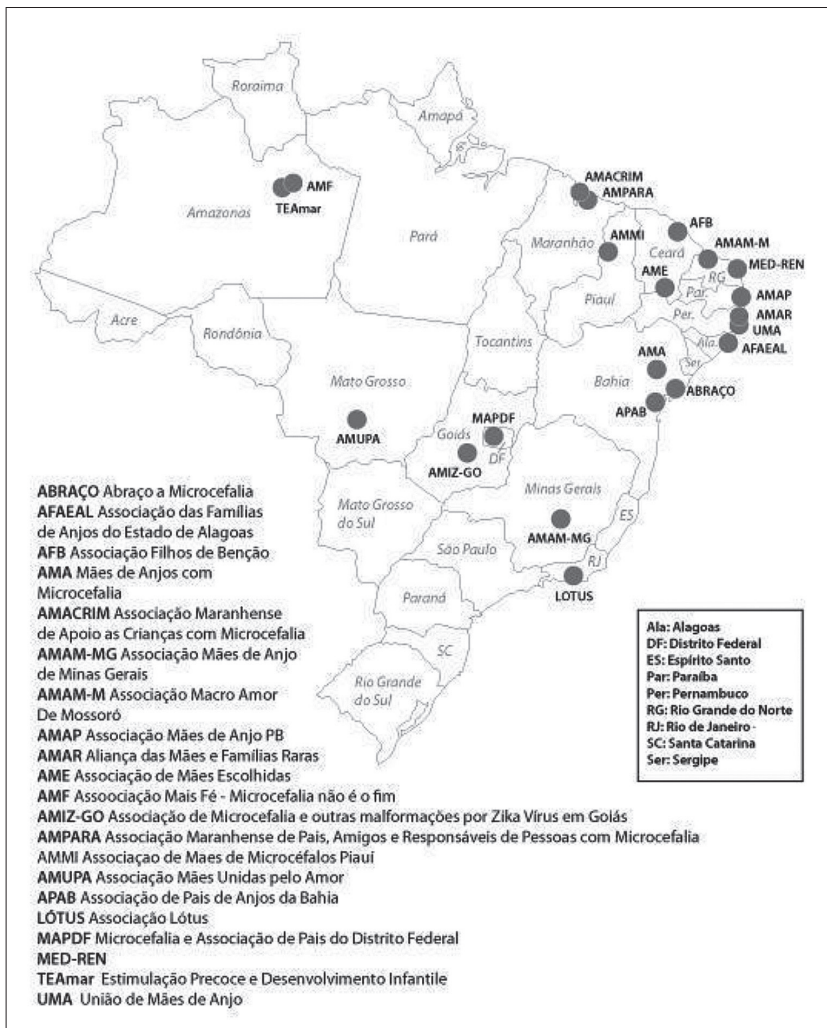 Roraima
Amapá
AMF
TEAmar
Amazonas
Pará
AMACRIM
AMPARA
Maranhão
AMMI
AFB
Ceará
AMAM-M
RG
MED-REN
AME
Par.
AMAP
Piauí
Per.
AMAR
UMA
Ala.
AFAEAL
Ser
Acre
Rondônia
Tocantins
Mato Grosso
AMA
Bahia
ABRAÇO
APAB
AMUPA
MAPDF
Goiás
DF
AMIZ-GO
Minas Gerais
AMAM-MG
ES
Mato Grosso
do Sul
São Paulo
RJ
LOTUS
Paraná
SC
Rio Grande
do Sul
ABRAÇO Abraço a Microcefalia
AFAEAL Associação das Famílias
de Anjos do Estado de Alagoas
AFB Associação Filhos de Benção
AMA Mães de Anjos com
Microcefalia
AMACRIM Associação Maranhense
de Apoio as Crianças com Microcefalia
AMAM-MG Associação Mães de Anjo
de Minas Gerais
AMAM-M Associação Macro Amor
De Mossoró
AMAP Associação Mães de Anjo PB
AMAR Aliança das Mães e Famílias Raras
AME Associação de Mães Escolhidas
AMF Assoociação Mais Fé - Microcefalia não é o fim
AMIZ-GO Associação de Microcefalia e outras malformações por Zika Vírus em Goiás
AMPARA Associação Maranhense de Pais, Amigos e Responsáveis de Pessoas com Microcefalia
AMMI Associaçao de Maes de Microcéfalos Piauí
AMUPA Associação Mães Unidas pelo Amor
APAB Associação de Pais de Anjos da Bahia
LÓTUS Associação Lótus
MAPDF Microcefalia e Associação de Pais do Distrito Federal
MED-REN
TEAmar Estimulação Precoce e Desenvolvimento Infantile
UMA União de Mães de Anjo
Ala: Alagoas
DF: Distrito Federal
ES: Espírito Santo
Par: Paraíba
Per: Pernambuco
RG: Rio Grande do Norte
RJ: Rio de Janeiro -
SC: Santa Catarina
Ser: Sergipe